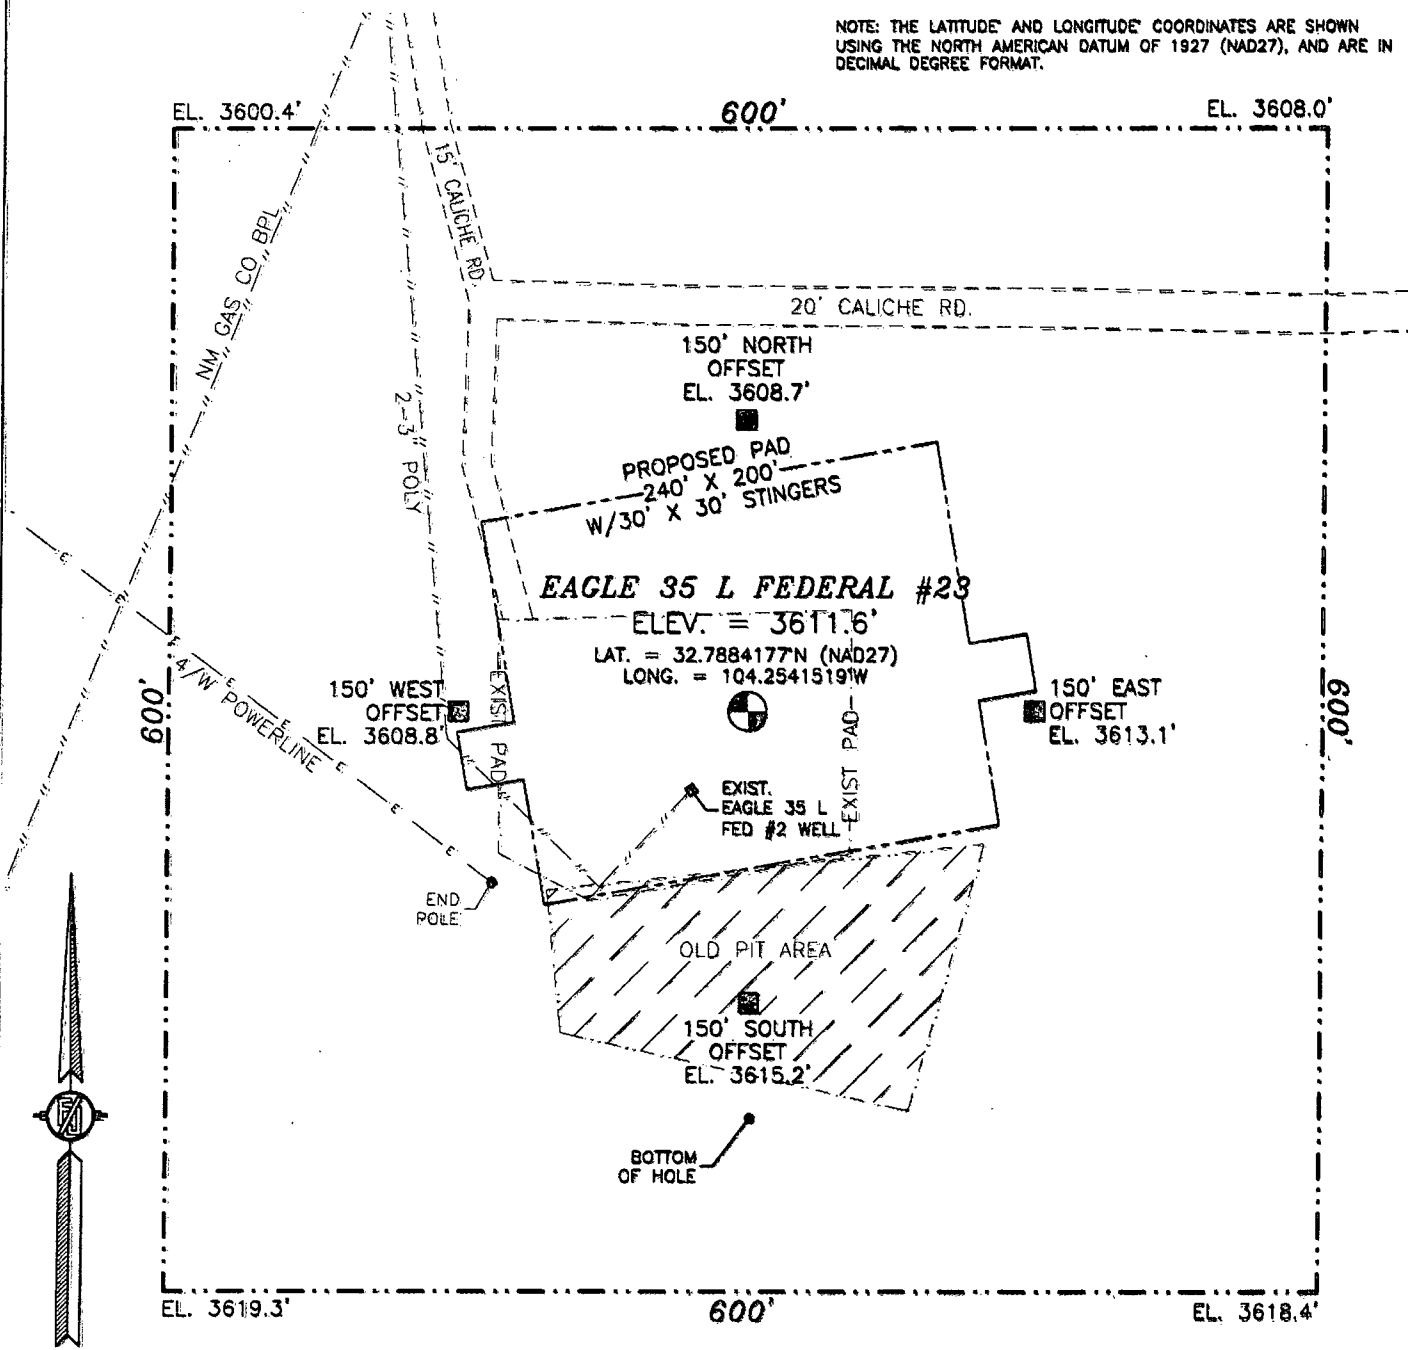 NOTE: THE LATITUDE AND LONGITUDE COORDINATES ARE SHOWN
USING THE NORTH AMERICAN DATUM OF 1927 (NAD27), AND ARE IN
DECIMAL DEGREE FORMAT.
EL. 3600.4'
600'
EL. 3608.0'
15' CALICHE RD.
NM GAS CO BPL
20' CALICHE RD.
150' NORTH
OFFSET
EL. 3608.7'
2-3" POLY
PROPOSED PAD
240' X 200'
W/30' X 30' STINGERS
EAGLE 35 L FEDERAL #23
ELEV. = 3611.6'
LAT. = 32.7884177°N (NAD27)
LONG. = 104.2541519°W
E
E
E
4/W POWERLINE
E
E
E
E
600'
150' WEST
OFFSET
EL. 3608.8'
EXIST PAD
EXIST PAD
150' EAST
OFFSET
EL. 3613.1'
600'
EXIST.
EAGLE 35 L
FED #2 WELL
END
POLE
OLD PIT AREA
150' SOUTH
OFFSET
EL. 3615.2'
BOTTOM
OF HOLE
EL. 3619.3'
600'
EL. 3618.4'